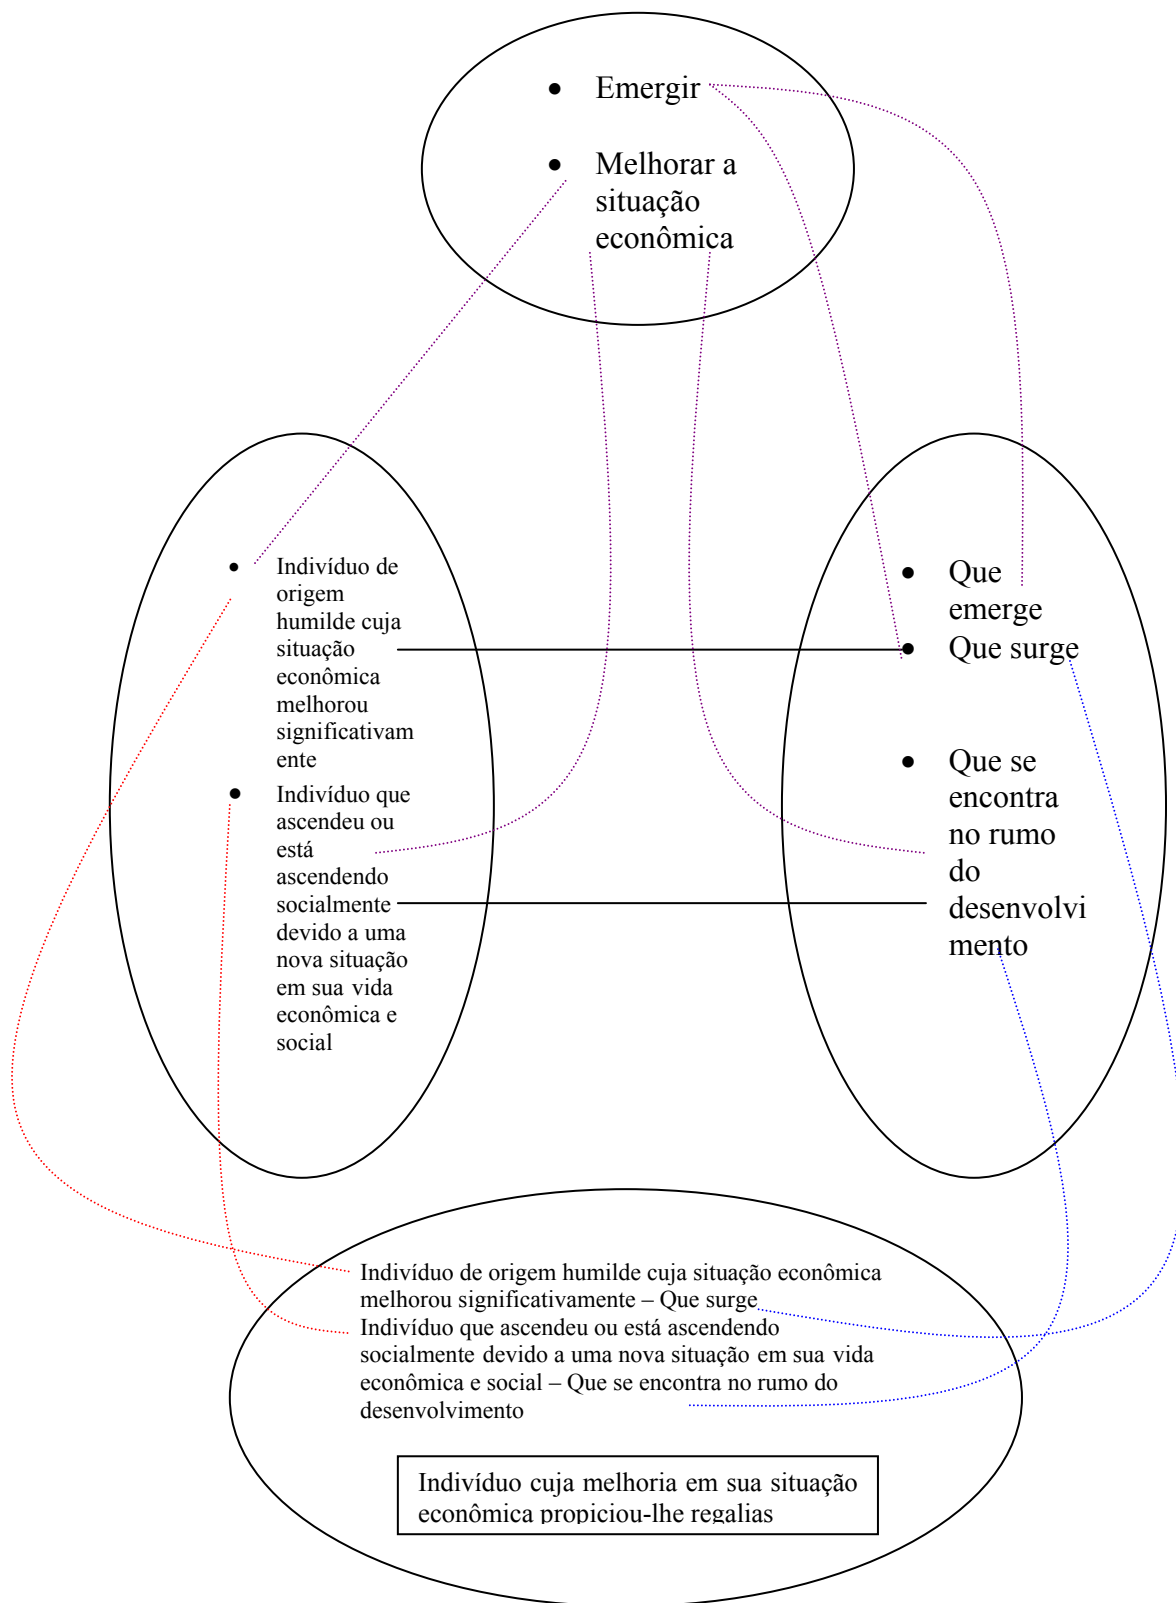 • Emergir
• Melhorar a
situação
econômica
• Indivíduo de
origem
humilde cuja
situação
econômica
melhorou
significativam
ente
• Indivíduo que
ascendeu ou
está
ascendendo
socialmente
devido a uma
nova situação
em sua vida
econômica e
social
• Que
emerge
• Que surge
• Que se
encontra
no rumo
do
desenvolvi
mento
Indivíduo de origem humilde cuja situação econômica
melhorou significativamente – Que surge
Indivíduo que ascendeu ou está ascendendo
socialmente devido a uma nova situação em sua vida
econômica e social – Que se encontra no rumo do
desenvolvimento
Indivíduo cuja melhoria em sua situação
econômica propiciou-lhe regalias